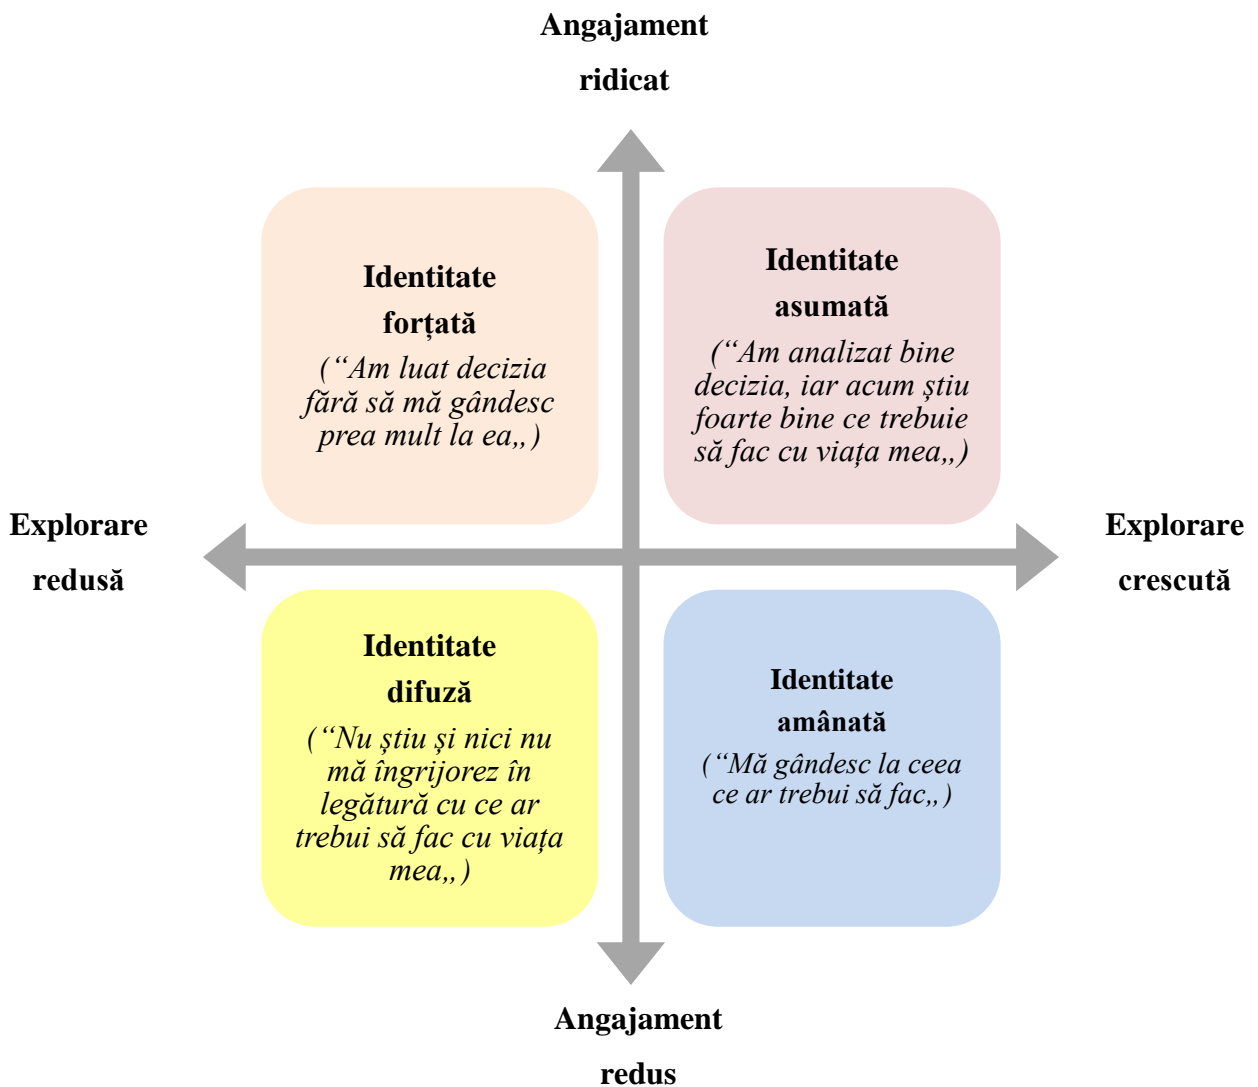 Angajament
ridicat
Identitate
forțată
(“Am luat decizia
fără să mă gândesc
prea mult la ea„)
Identitate
asumată
(“Am analizat bine
decizia, iar acum știu
foarte bine ce trebuie
să fac cu viața mea„)
Explorare
redusă
Explorare
crescută
Identitate
difuză
(“Nu știu și nici nu
mă îngrijorez în
legătură cu ce ar
trebui să fac cu viața
mea„)
Identitate
amânată
(“Mă gândesc la ceea
ce ar trebui să fac„)
Angajament
redus